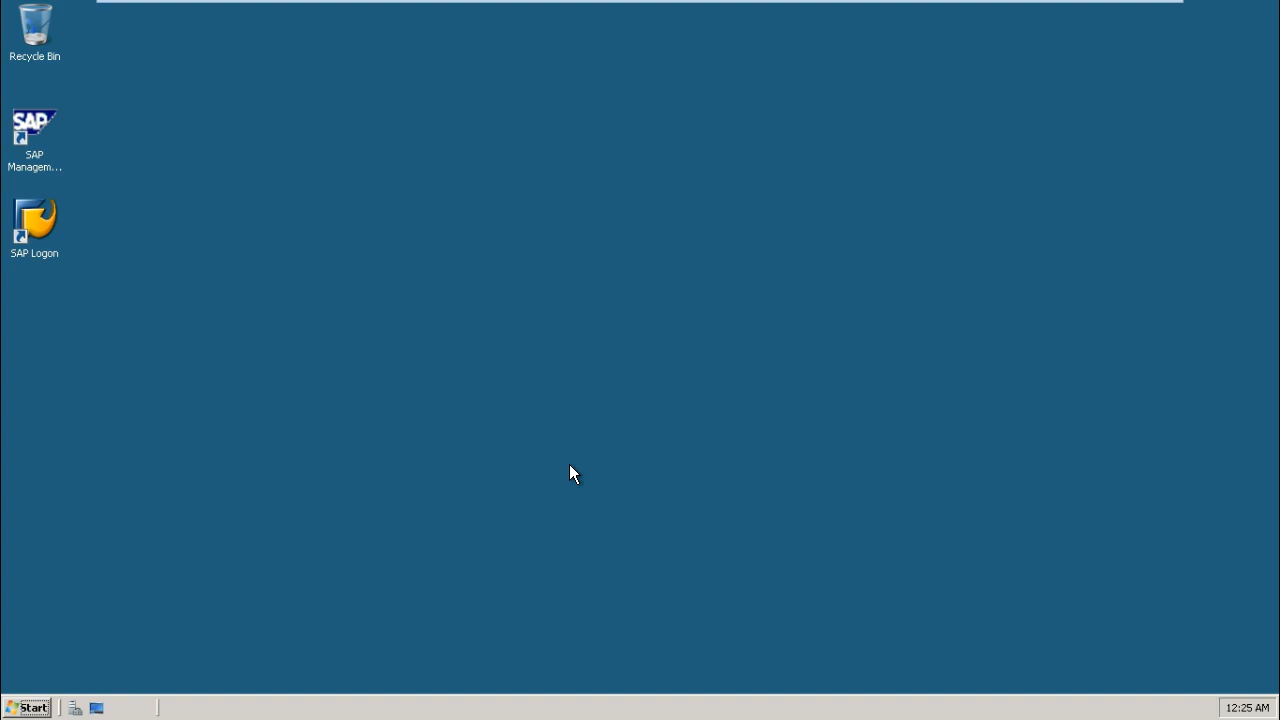 Recycle Bin
SAP
SAP
Managem...
SAP Logon
Start
12:25 AM